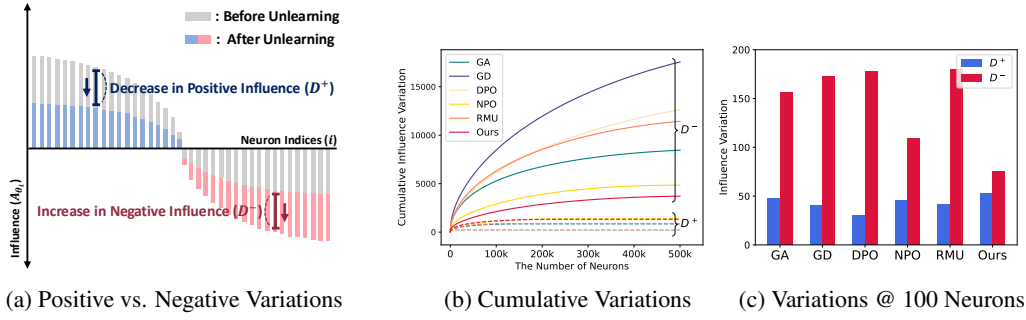 : Before Unlearning
: After Unlearning
Decrease in Positive Influence (D⁺)
Neuron Indices (i)
Increase in Negative Influence (D⁻)
Influence (A_{q_i})
(a) Positive vs. Negative Variations
Cumulative Influence Variation
15000
10000
5000
0
GA
GD
DPO
NPO
RMU
Ours
D⁻
D⁺
0
100k
200k
300k
400k
500k
The Number of Neurons
(b) Cumulative Variations
Influence Variation
200
150
100
50
0
D⁺
D⁻
GA
GD
DPO
NPO
RMU
Ours
(c) Variations @ 100 Neurons